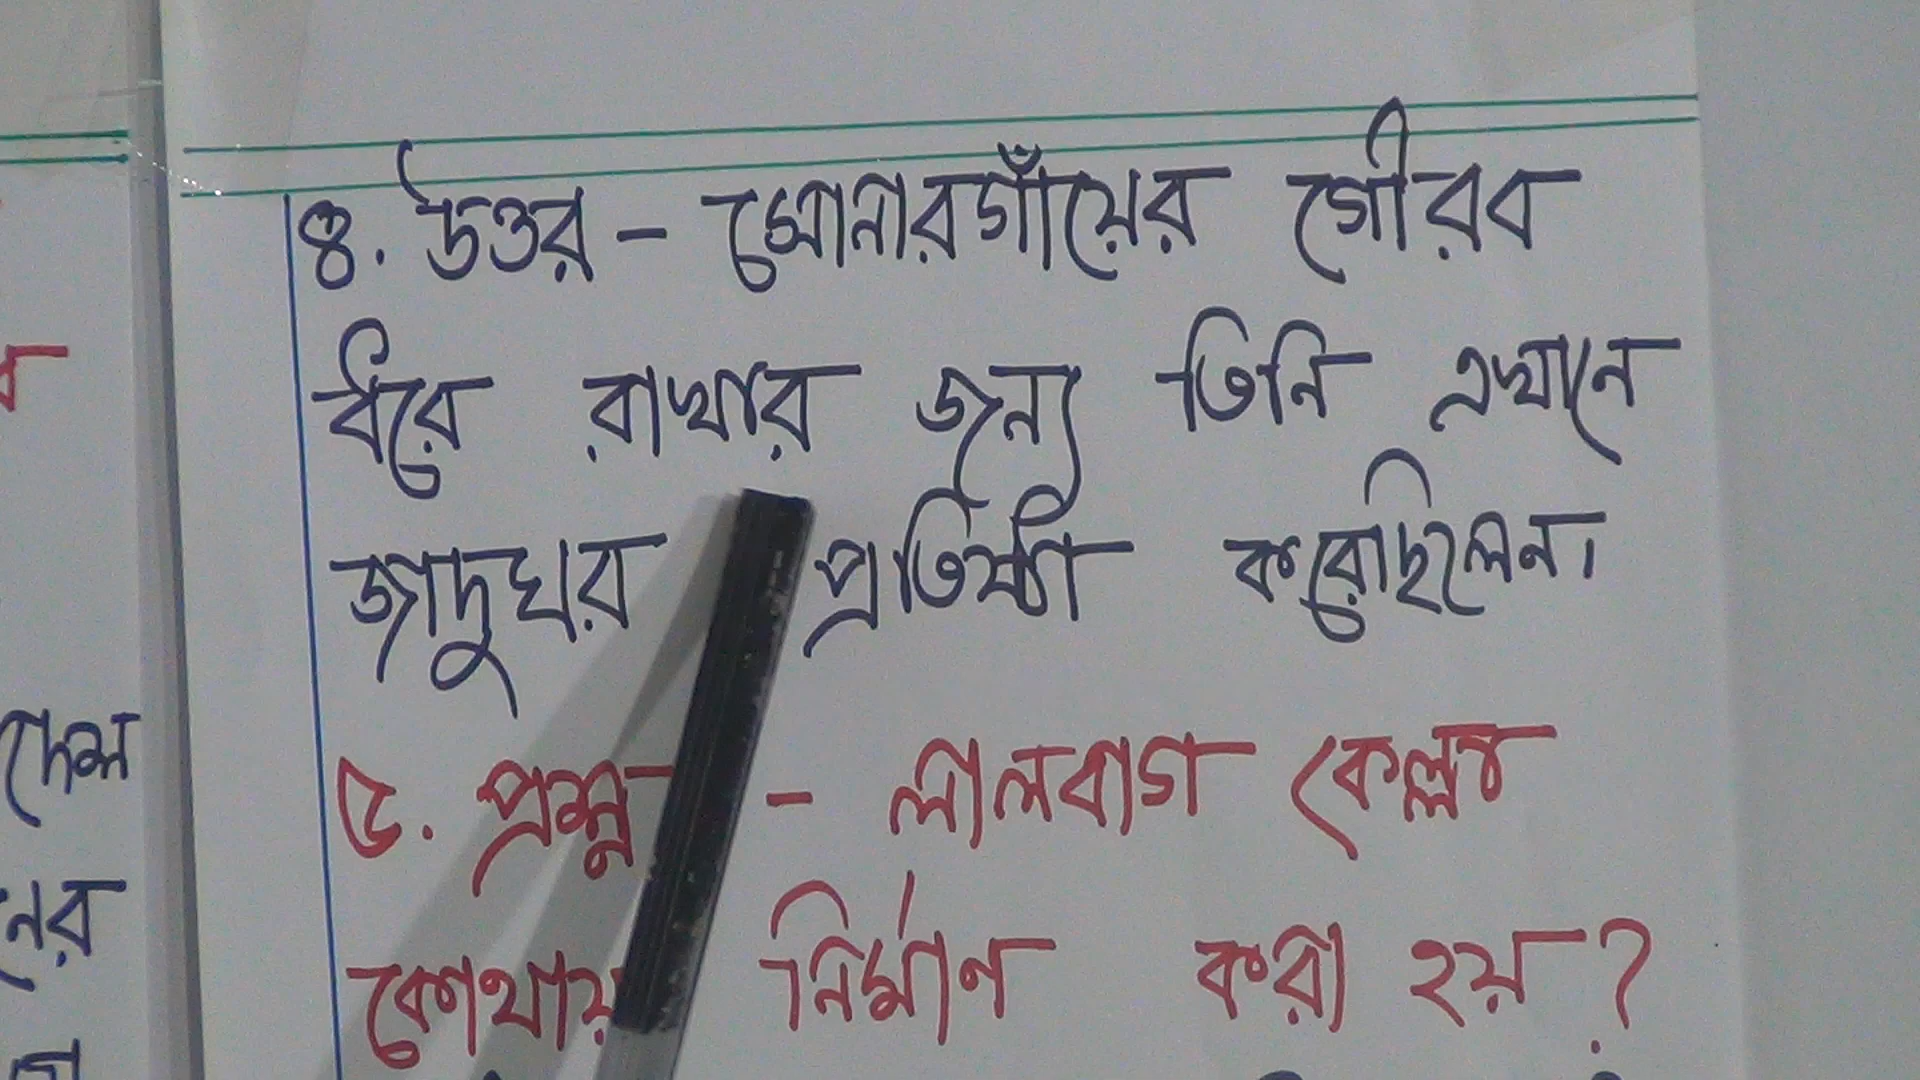 ৪. উত্তর - সোনারগাঁয়ের গৌরব
ধরে রাখার জন্য তিনি এখানে
জাদুঘর প্রতিষ্ঠা করেছিলেন।
৫. প্রশ্ন - লালবাগ কেল্লা
কোথায় নির্মাণ করা হয়?